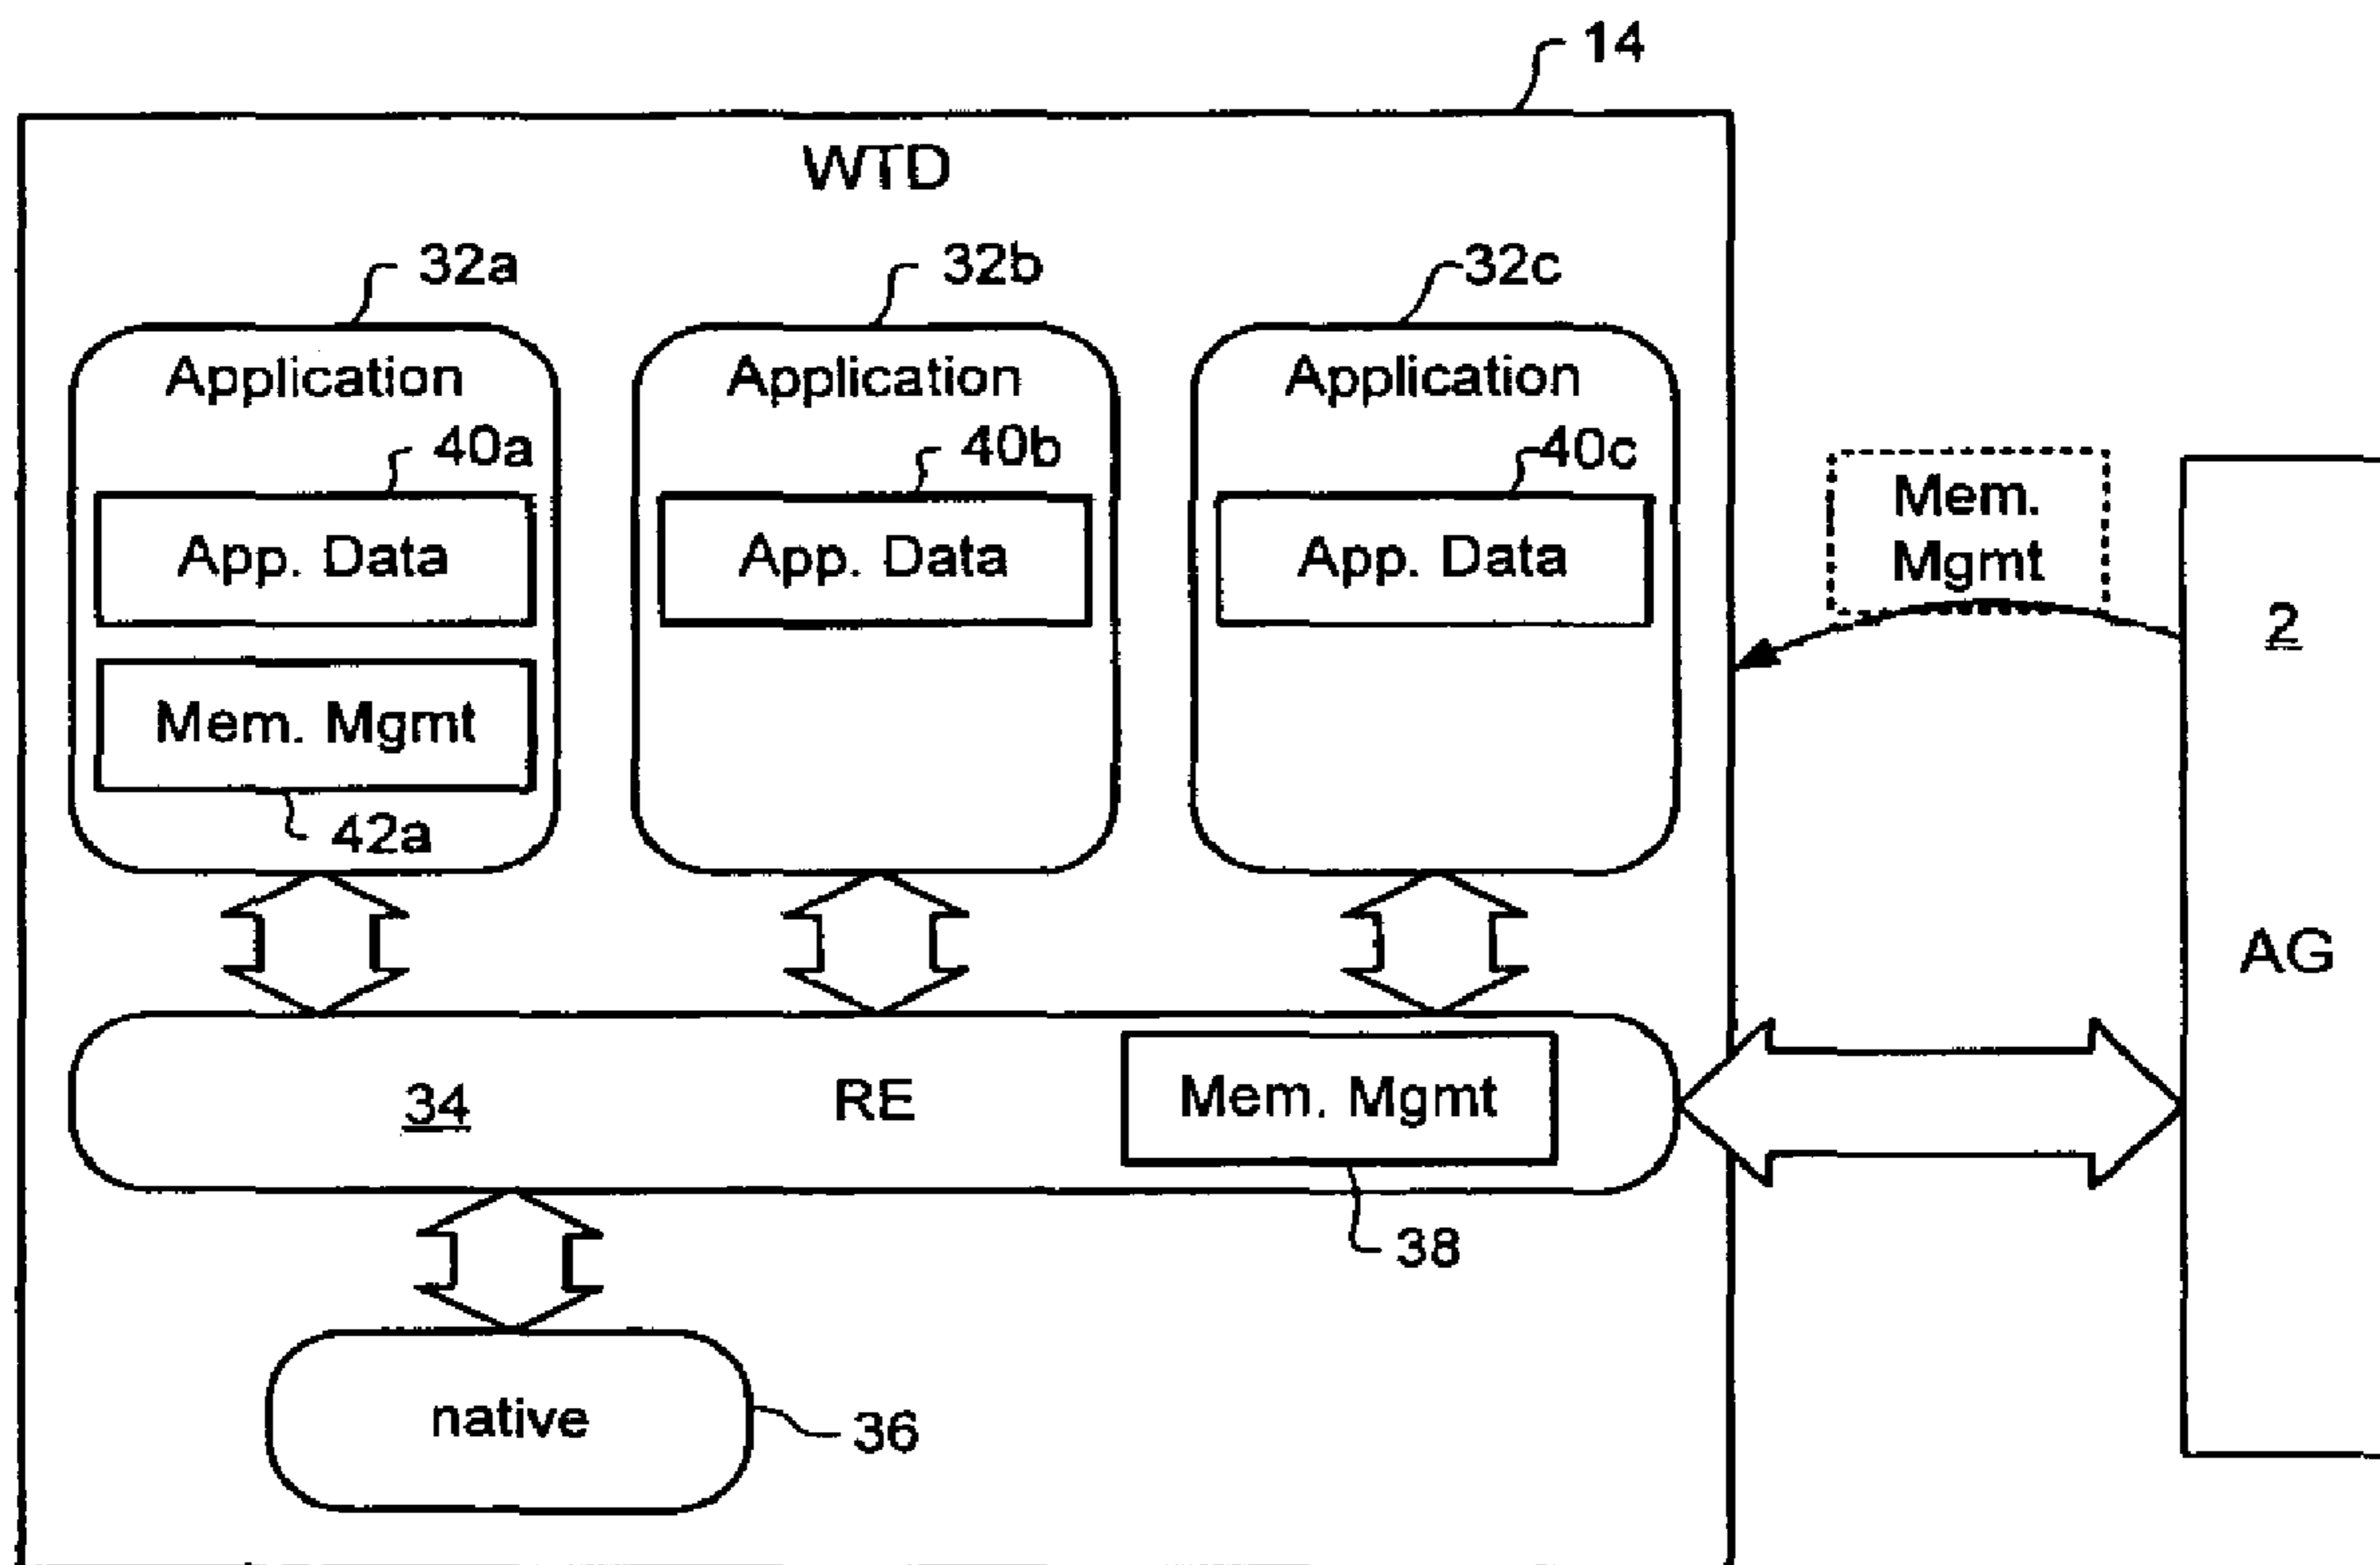 14
WTD
32a
32b
32c
Application
Application
Application
40a
40b
40c
App. Data
App. Data
App. Data
Mem. Mgmt
42a
Mem.
Mgmt
2
AG
34
RE
Mem. Mgmt
38
native
36